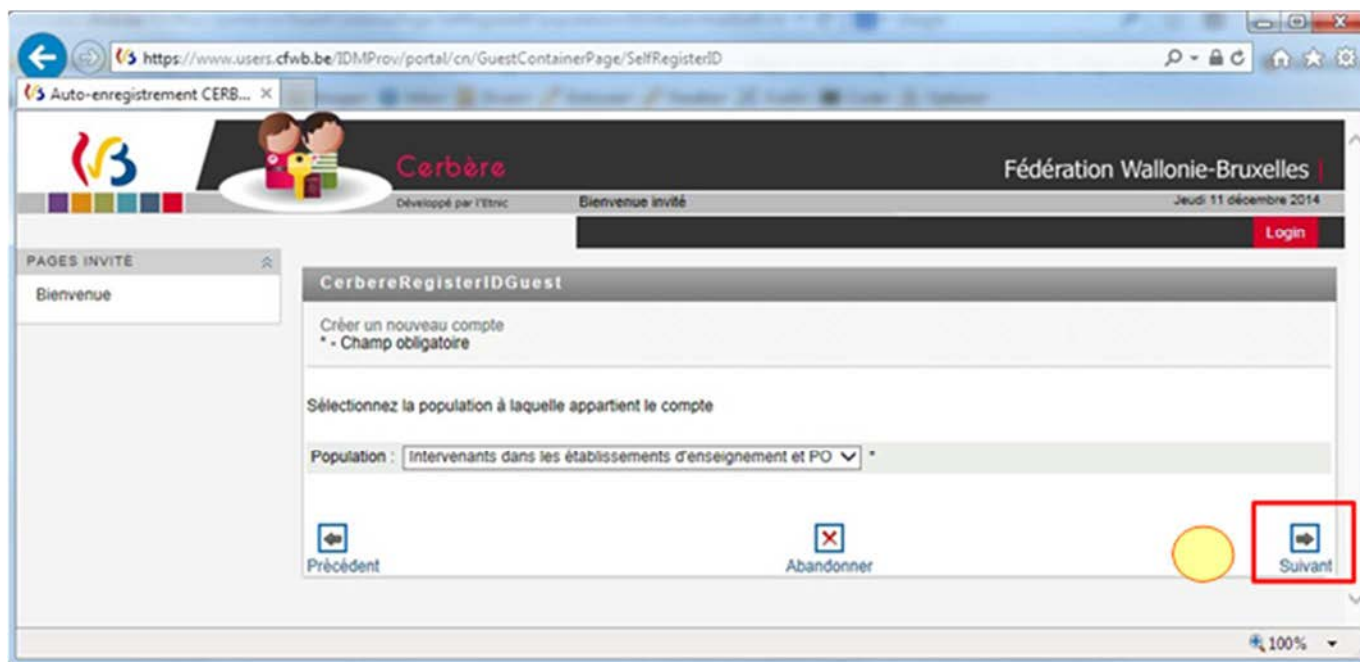 https://www.users.cfwb.be/IDMProv/portal/cn/GuestContainerPage/SelfRegisterID
Auto-enregistrement CERB...
Cerbère
Fédération Wallonie-Bruxelles
Développé par l'Etnic
Bienvenue invité
Jeudi 11 décembre 2014
Login
PAGES INVITÉ
Bienvenue
CerbereRegisterIDGuest
Créer un nouveau compte
* - Champ obligatoire
Sélectionnez la population à laquelle appartient le compte
Population : Intervenants dans les établissements d'enseignement et PO *
Précédent
Abandonner
Suivant
100%